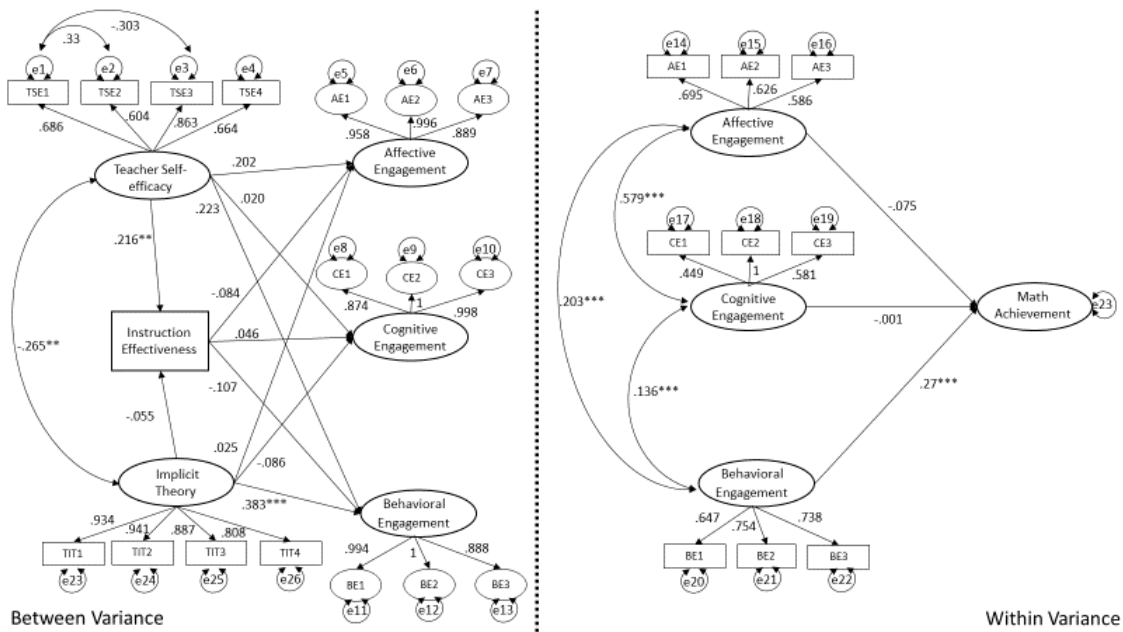 -.303
.33
e1 e2 e3 e4
TSE1 TSE2 TSE3 TSE4
.686 .604 .863 .664
Teacher Self-
efficacy
e5 e6 e7
AE1 AE2 AE3
.958 .996 .889
Affective
Engagement
.202
.020
.223
.216**
-.084
e8 e9 e10
CE1 CE2 CE3
.874 1 .998
Cognitive
Engagement
Instruction
Effectiveness
.046
-.107
-.265**
-.055
.025
-.086
.383***
Implicit
Theory
.934 .941 .887 .808
TIT1 TIT2 TIT3 TIT4
e23 e24 e25 e26
Behavioral
Engagement
.994 1 .888
BE1 BE2 BE3
e11 e12 e13
Between Variance
e14 e15 e16
AE1 AE2 AE3
.695 .626 .586
Affective
Engagement
.579***
-.075
e17 e18 e19
CE1 CE2 CE3
.449 1 .581
Cognitive
Engagement
.203***
-.001
Math
Achievement
e23
.136***
.27***
Behavioral
Engagement
.647 .754 .738
BE1 BE2 BE3
e20 e21 e22
Within Variance